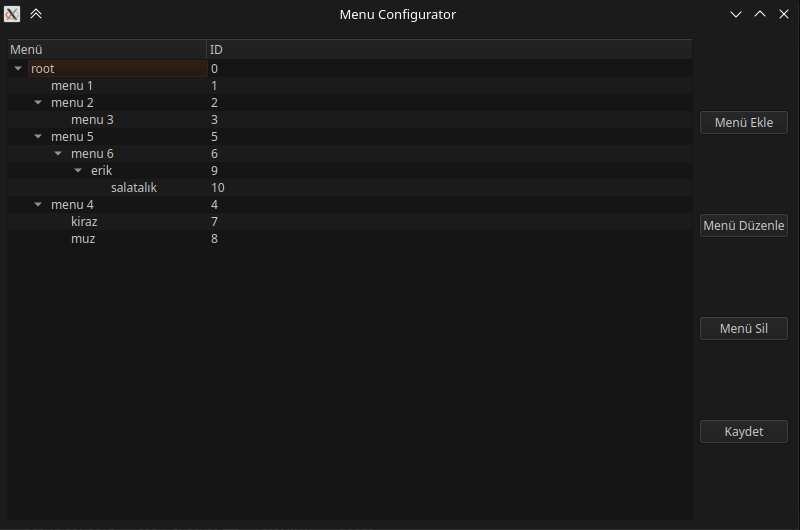 Menu Configurator
Menü ID
root 0
menu 1 1
menu 2 2
menu 3 3
menu 5 5
menu 6 6
erik 9
salatalık 10
menu 4 4
kiraz 7
muz 8
Menü Ekle
Menü Düzenle
Menü Sil
Kaydet